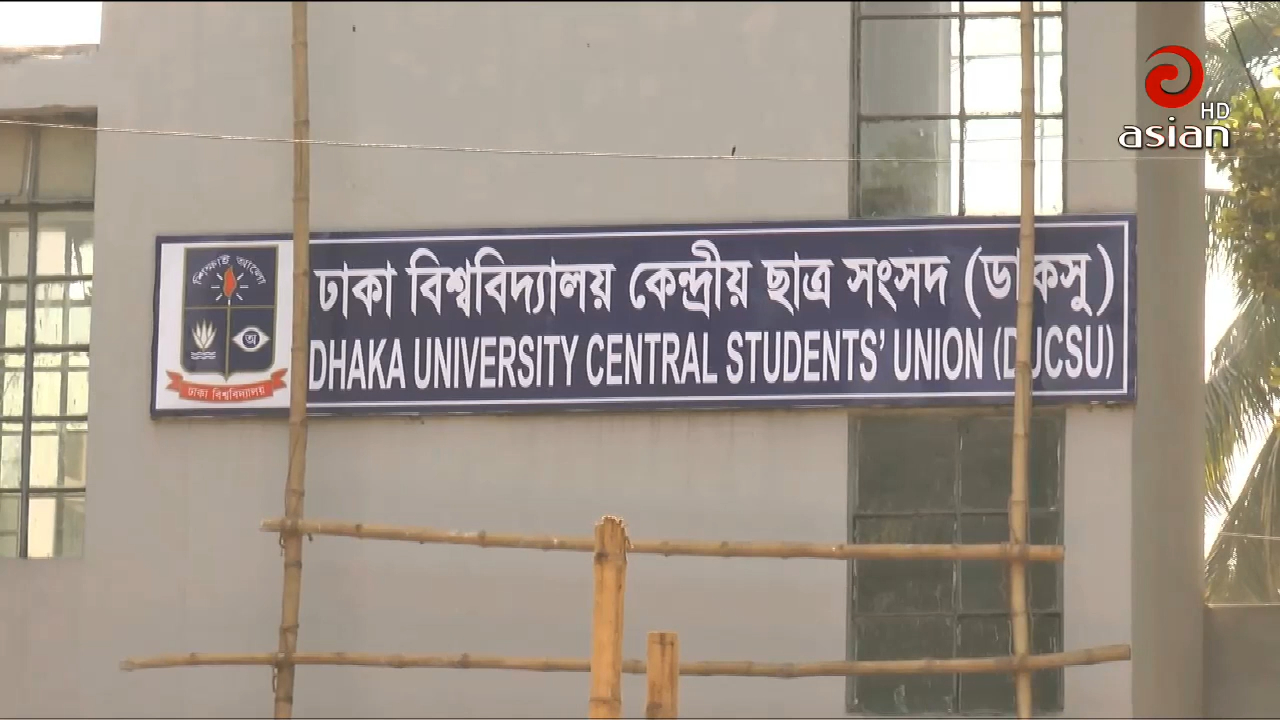 HD
asian
ঢাকা বিশ্ববিদ্যালয় কেন্দ্রীয় ছাত্র সংসদ (ডাকসু)
DHAKA UNIVERSITY CENTRAL STUDENTS’ UNION (DUCSU)
শিক্ষাই আলো
অ
ঢাকা বিশ্ববিদ্যালয়